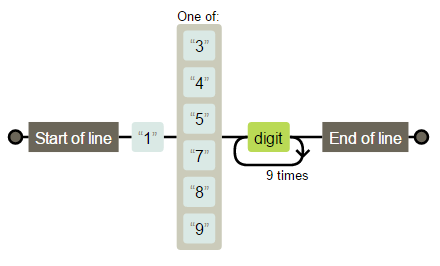 One of:
“3”
“4”
“5”
“7”
“8”
“9”
Start of line
“1”
digit
9 times
End of line